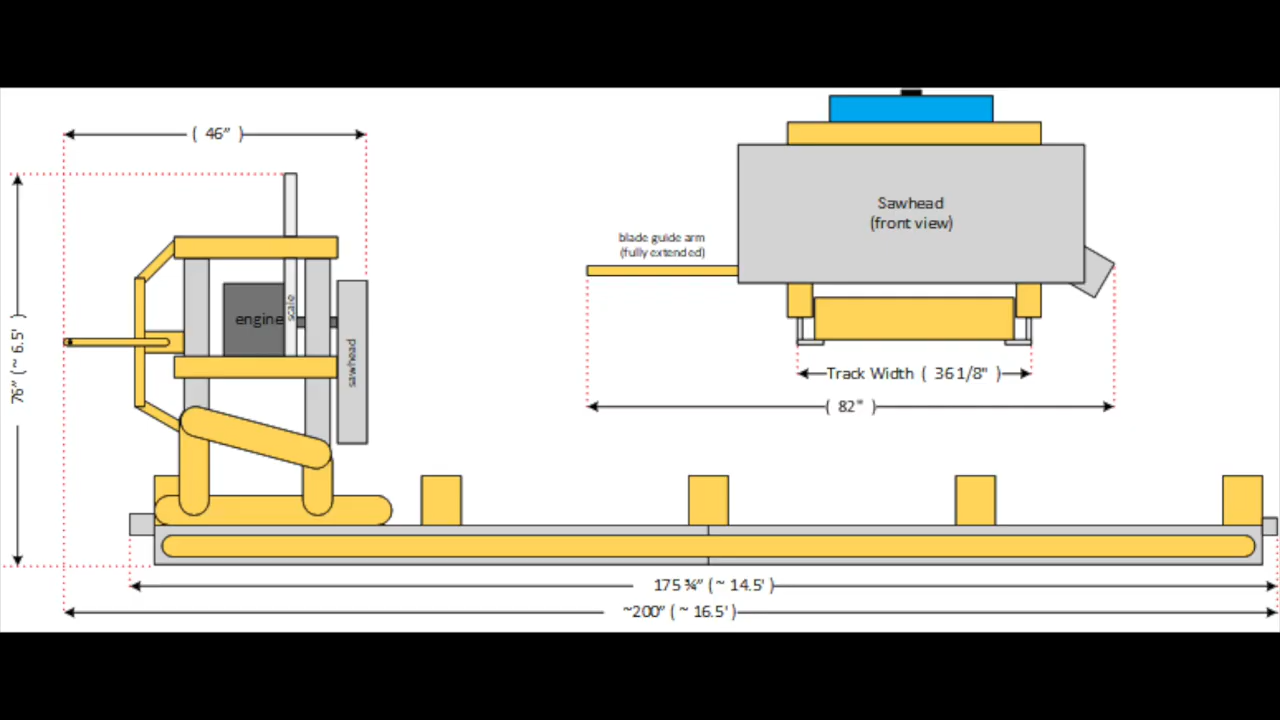 ( 46” )
Sawhead
(front view)
blade guide arm
(fully extended)
engine
scale
sawhead
76” (~ 6.5' )
Track Width ( 36 1/8" )
( 82" )
175 ¾” ( ~ 14.5' )
~200” ( ~ 16.5' )